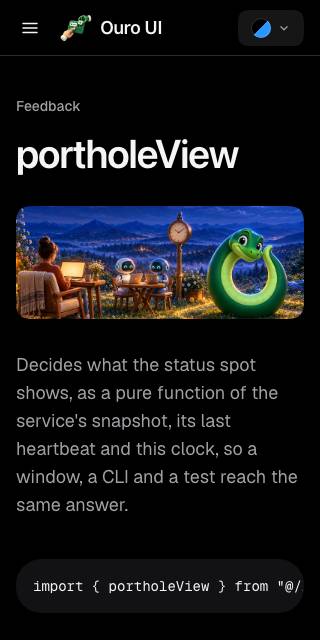 Ouro UI
Feedback
portholeView
Decides what the status spot
shows, as a pure function of the
service's snapshot, its last
heartbeat and this clock, so a
window, a CLI and a test reach the
same answer.
import { portholeView } from "@/